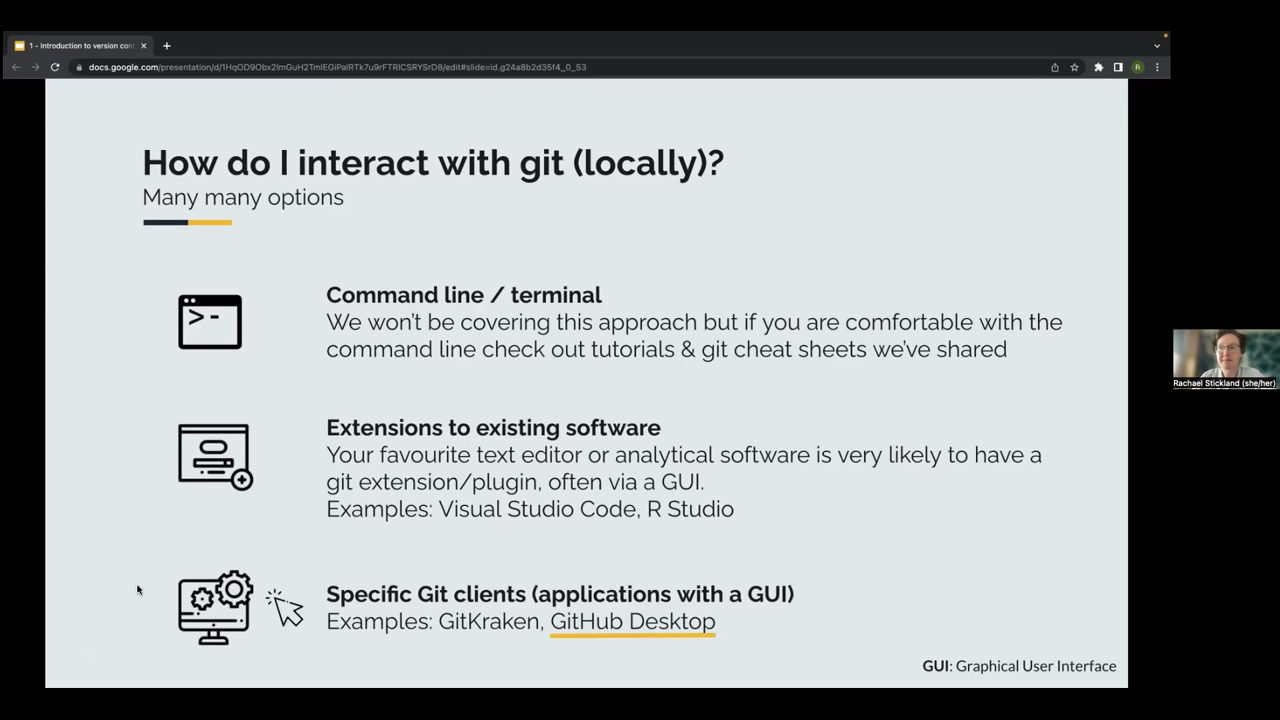 1 - Introduction to version con
docs.google.com/presentation/d/1HqOD9Obx2ImGuH2TmIEGiPalRTk7u9rFTRlCSRYSrD8/edit#slide=id.g24a8b2d35f4_0_53
R
How do I interact with git (locally)?
Many many options
>-
Command line / terminal
We won't be covering this approach but if you are comfortable with the
command line check out tutorials & git cheat sheets we've shared
Extensions to existing software
Your favourite text editor or analytical software is very likely to have a
git extension/plugin, often via a GUI.
Examples: Visual Studio Code, R Studio
Specific Git clients (applications with a GUI)
Examples: GitKraken, GitHub Desktop
GUI: Graphical User Interface
Rachael Stickland (she/her)